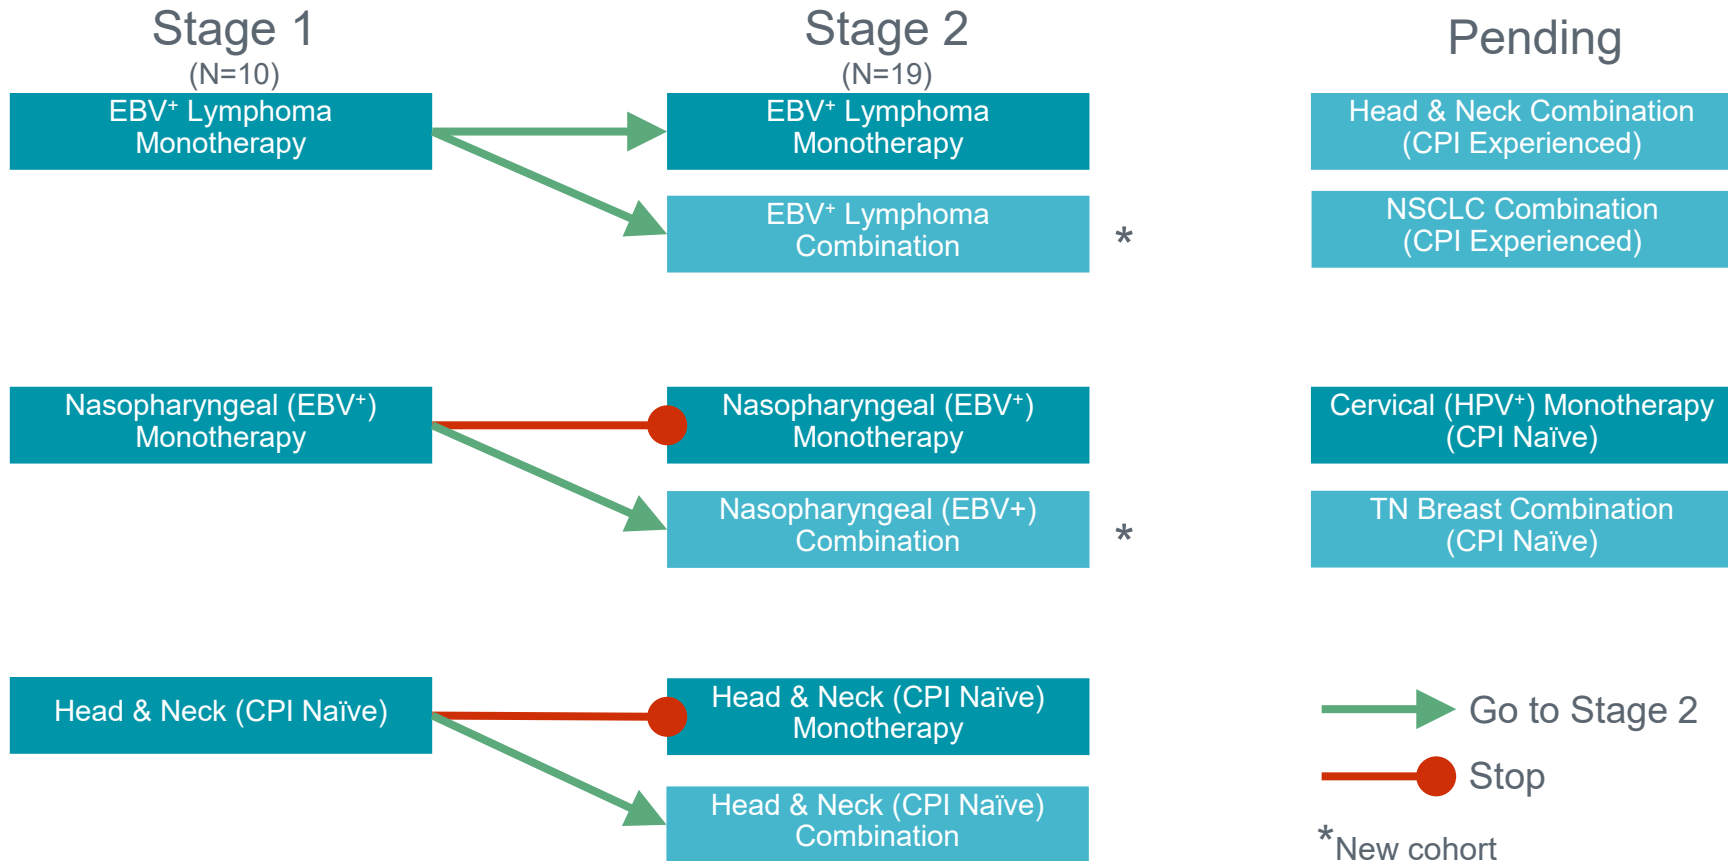 Stage 1
(N=10)
EBV⁺ Lymphoma
Monotherapy
Nasopharyngeal (EBV⁺)
Monotherapy
Head & Neck (CPI Naïve)
Stage 2
(N=19)
EBV⁺ Lymphoma
Monotherapy
EBV⁺ Lymphoma
Combination
*
Nasopharyngeal (EBV⁺)
Monotherapy
Nasopharyngeal (EBV+)
Combination
*
Head & Neck (CPI Naïve)
Monotherapy
Head & Neck (CPI Naïve)
Combination
Pending
Head & Neck Combination
(CPI Experienced)
NSCLC Combination
(CPI Experienced)
Cervical (HPV⁺) Monotherapy
(CPI Naïve)
TN Breast Combination
(CPI Naïve)
Go to Stage 2
Stop
*New cohort